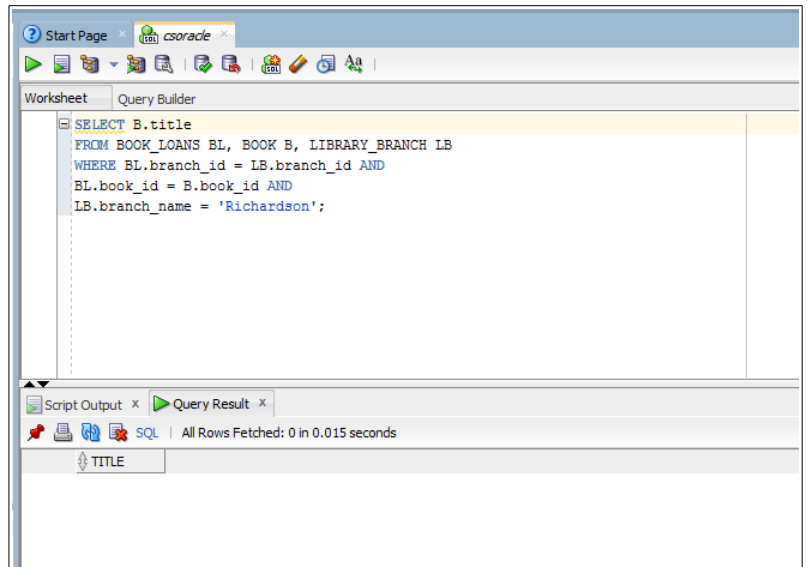 Start Page csoracle
Worksheet Query Builder
SELECT B.title
FROM BOOK_LOANS BL, BOOK B, LIBRARY_BRANCH LB
WHERE BL.branch_id = LB.branch_id AND
BL.book_id = B.book_id AND
LB.branch_name = 'Richardson';
Script Output x Query Result x
SQL | All Rows Fetched: 0 in 0.015 seconds
TITLE